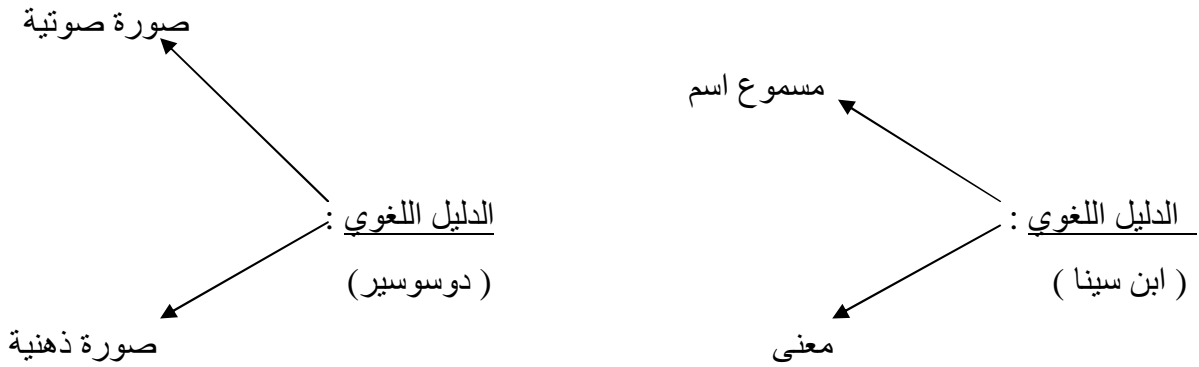 مسموع اسم
الدليل اللغوي :
( ابن سينا )
معنى
صورة صوتية
الدليل اللغوي :
( دوسوسير)
صورة ذهنية